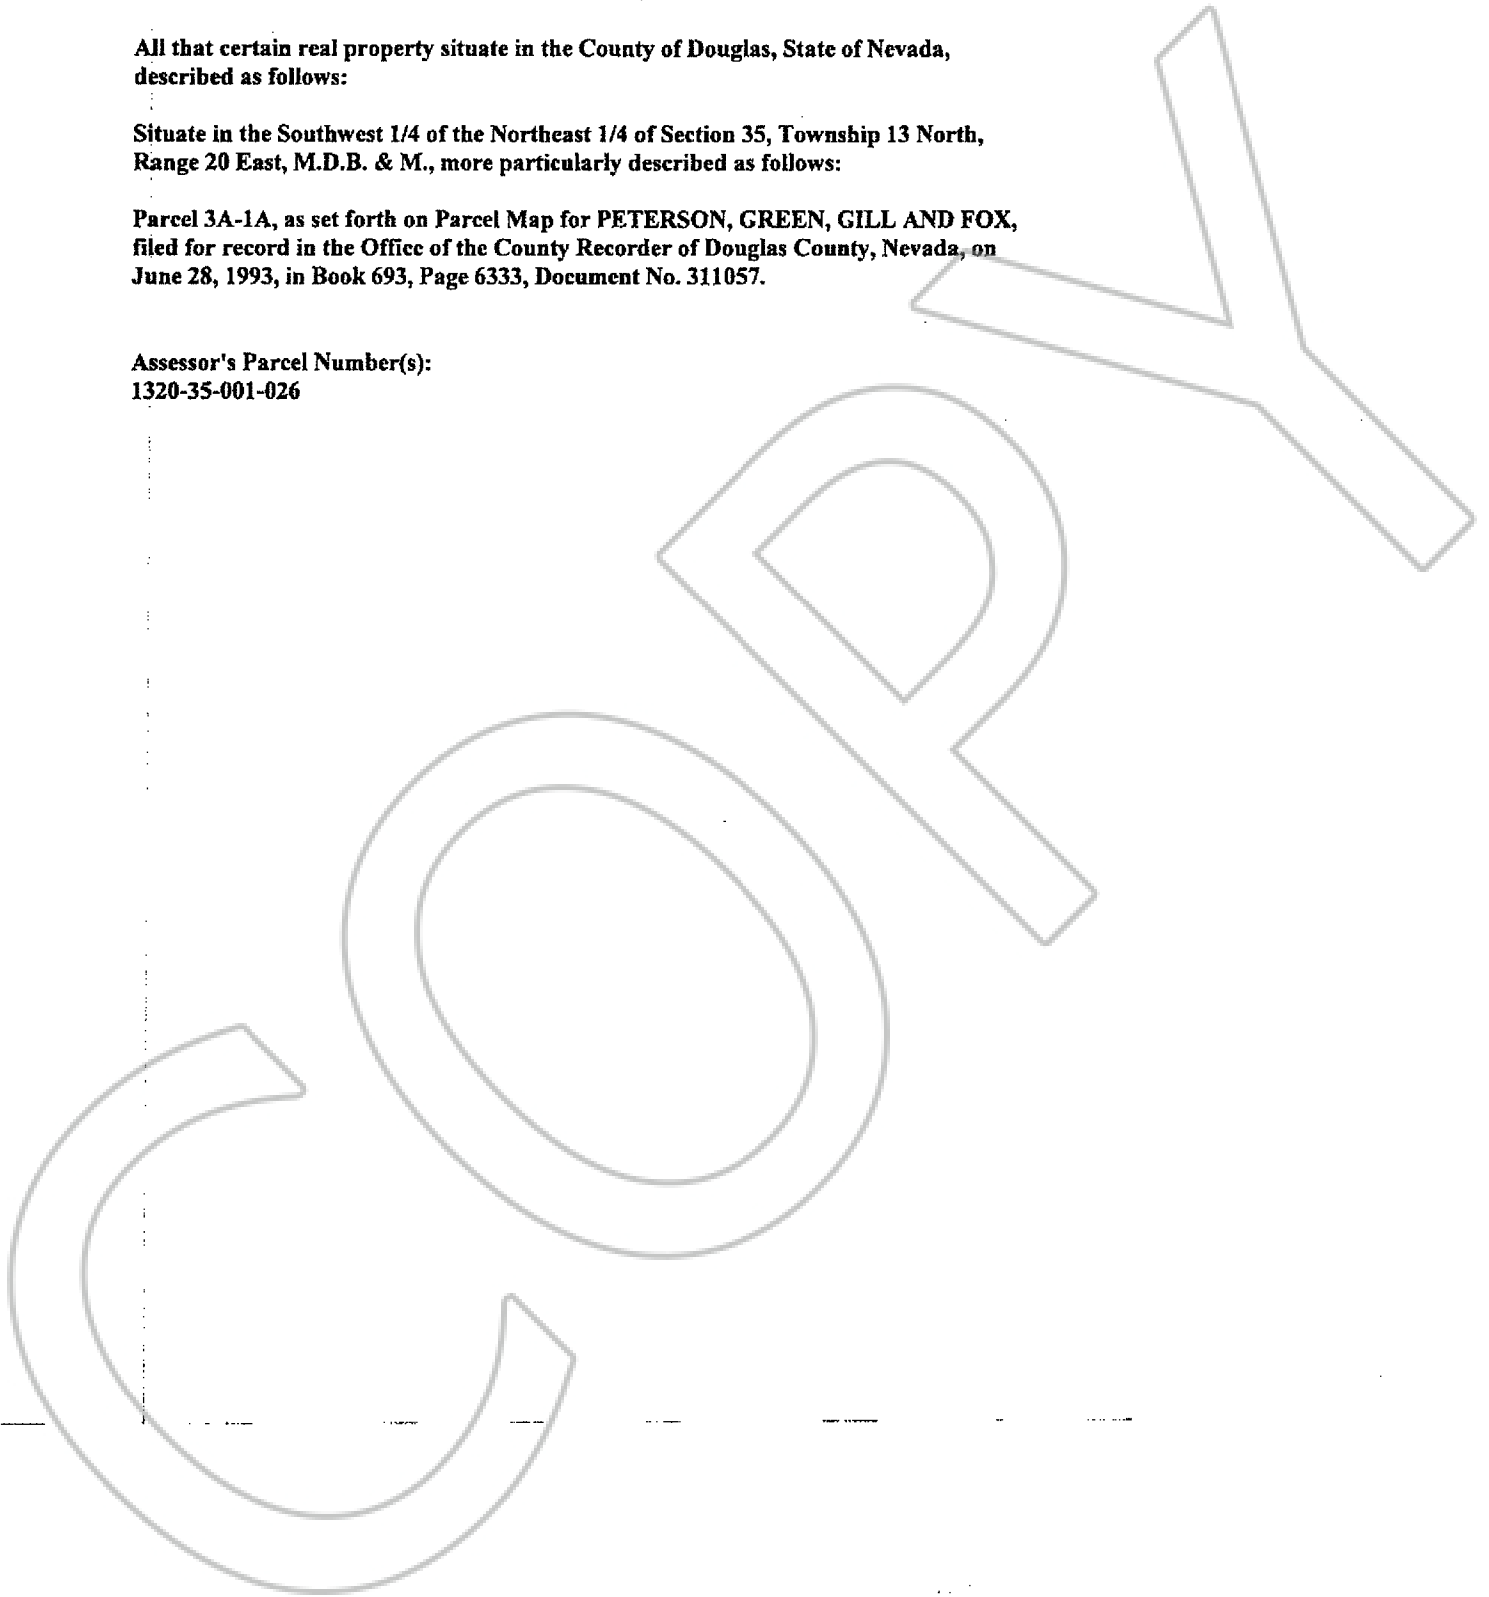 All that certain real property situate in the County of Douglas, State of Nevada,
described as follows:
Situate in the Southwest 1/4 of the Northeast 1/4 of Section 35, Township 13 North,
Range 20 East, M.D.B. & M., more particularly described as follows:
Parcel 3A-1A, as set forth on Parcel Map for PETERSON, GREEN, GILL AND FOX,
filed for record in the Office of the County Recorder of Douglas County, Nevada, on
June 28, 1993, in Book 693, Page 6333, Document No. 311057.
Assessor's Parcel Number(s):
1320-35-001-026
COPY